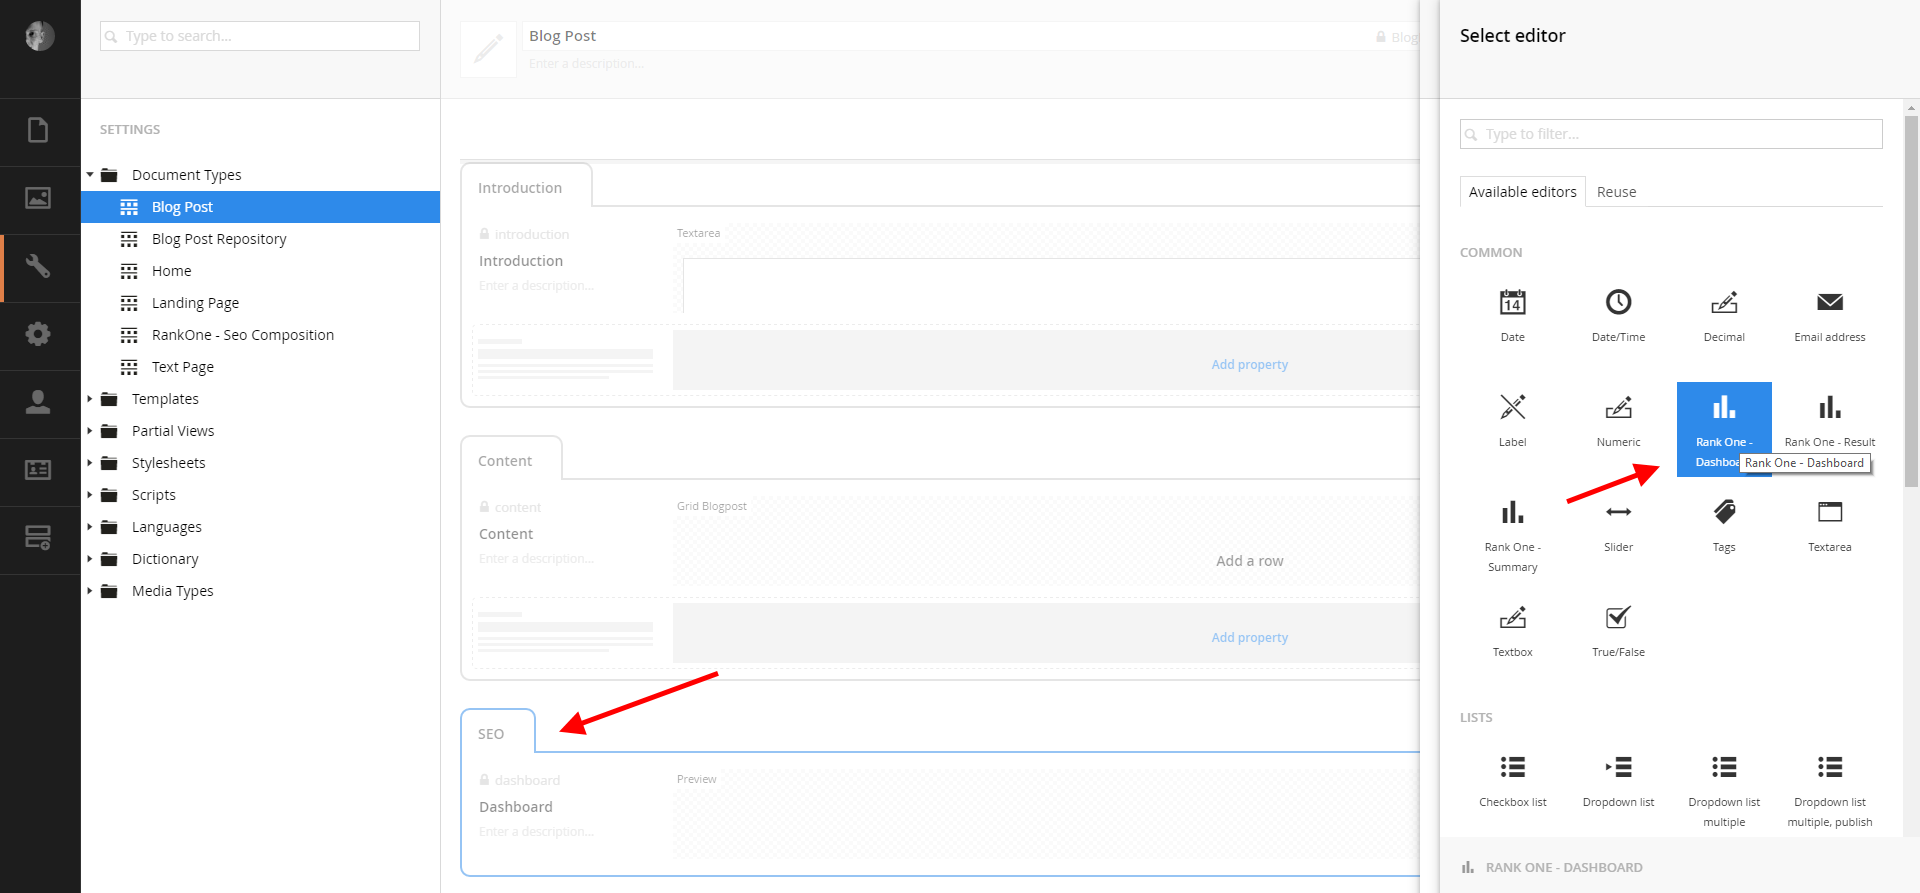 Type to search...
SETTINGS
Document Types
Blog Post
Blog Post Repository
Home
Landing Page
RankOne - Seo Composition
Text Page
Templates
Partial Views
Stylesheets
Scripts
Languages
Dictionary
Media Types
Blog Post
Enter a description...
Introduction
introduction
Introduction
Enter a description...
Textarea
Add property
Content
content
Content
Enter a description...
Grid Blogpost
Add a row
Add property
SEO
dashboard
Dashboard
Enter a description...
Preview
Select editor
Type to filter...
Available editors Reuse
COMMON
14
Date
Date/Time
Decimal
Email address
Label
Numeric
Rank One -
Rank One - Result
Rank One - Dashboard
Rank One -
Summary
Slider
Tags
Textarea
Textbox
True/False
LISTS
Checkbox list
Dropdown list
Dropdown list
multiple
Dropdown list
multiple, publish
RANK ONE - DASHBOARD